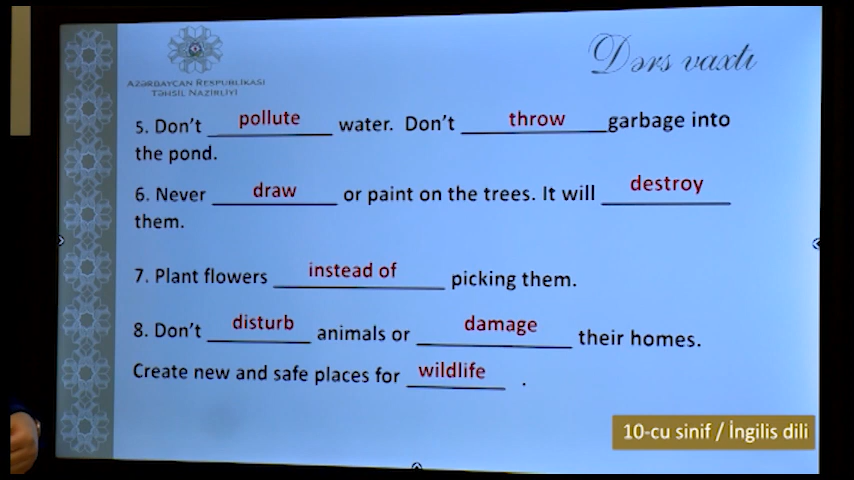 AZƏRBAYCAN RESPUBLİKASI
TƏHSİL NAZİRLİYİ
Dərs vaxtı
5. Don't pollute water. Don't throw garbage into
the pond.
6. Never draw or paint on the trees. It will destroy
them.
7. Plant flowers instead of picking them.
8. Don't disturb animals or damage their homes.
Create new and safe places for wildlife .
10-cu sinif / İngilis dili